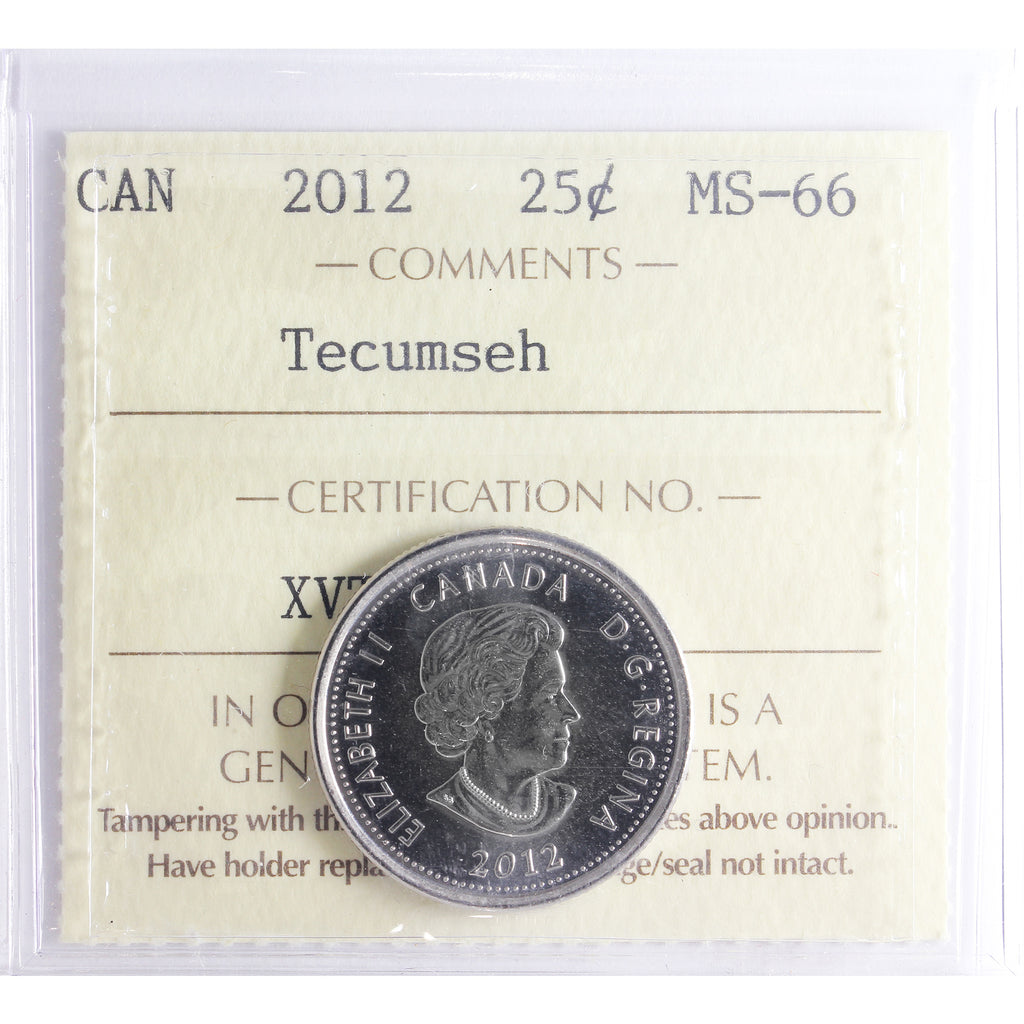 CAN 2012 25¢ MS-66
— COMMENTS —
Tecumseh
— CERTIFICATION NO. —
XV
CANADA
ELIZABETH II
D·G·REGINA
2012
IN O IS A
GEN EM.
Tampering with th es above opinion..
Have holder repla ge/seal not intact.